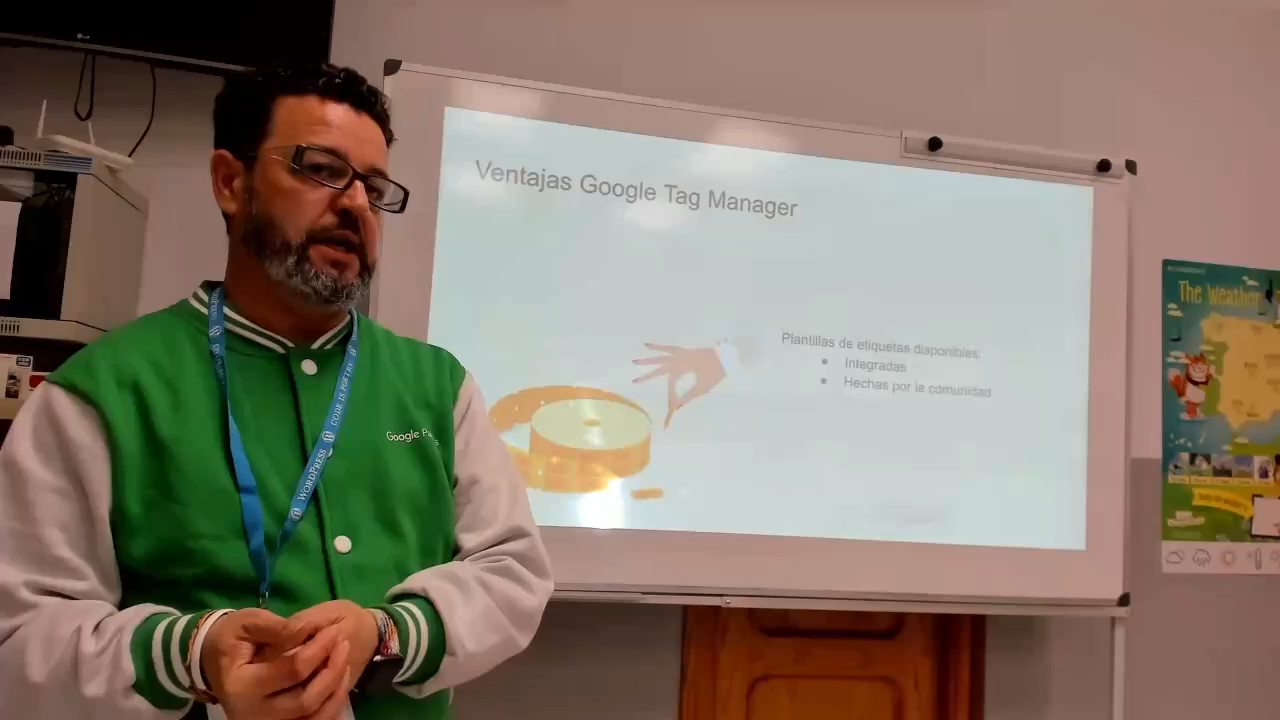 Ventajas Google Tag Manager
Plantillas de etiquetas disponibles:
Integradas
Hechas por la comunidad
Google
WORDPRESS
CODE IS POETRY
The Weather